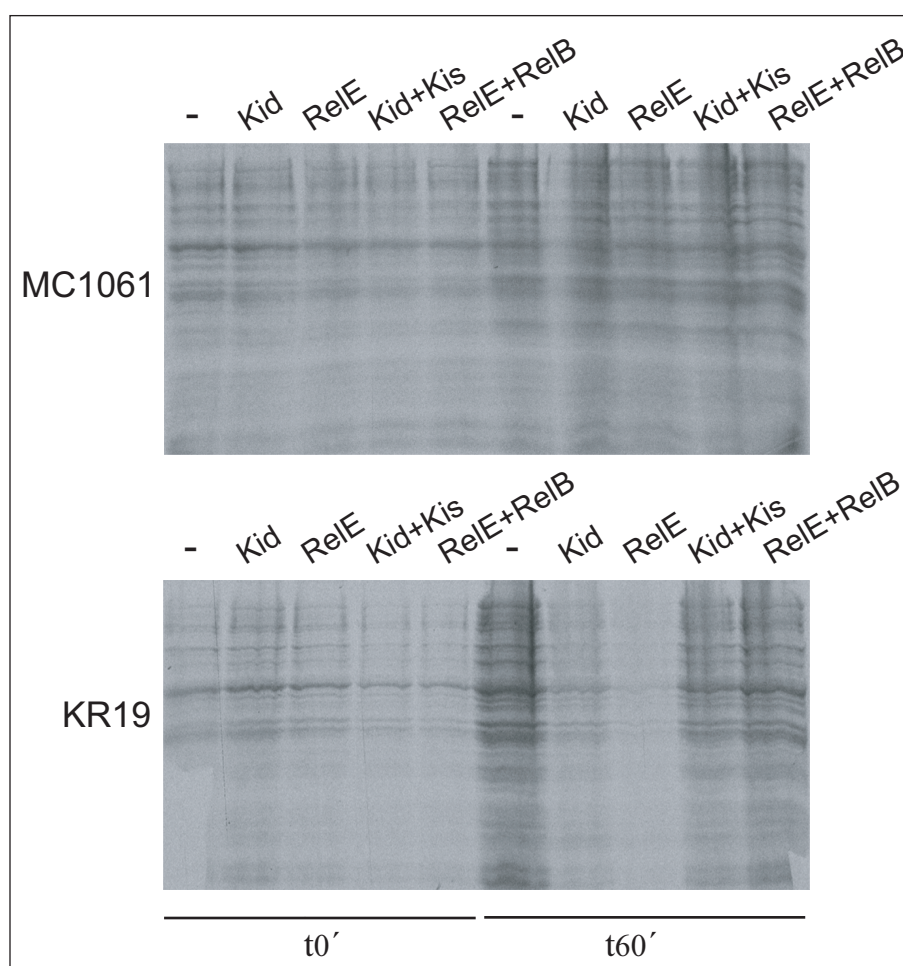 - Kid RelE Kid+Kis RelE+RelB - Kid RelE Kid+Kis RelE+RelB
MC1061
- Kid RelE Kid+Kis RelE+RelB - Kid RelE Kid+Kis RelE+RelB
KR19
t0´ t60´